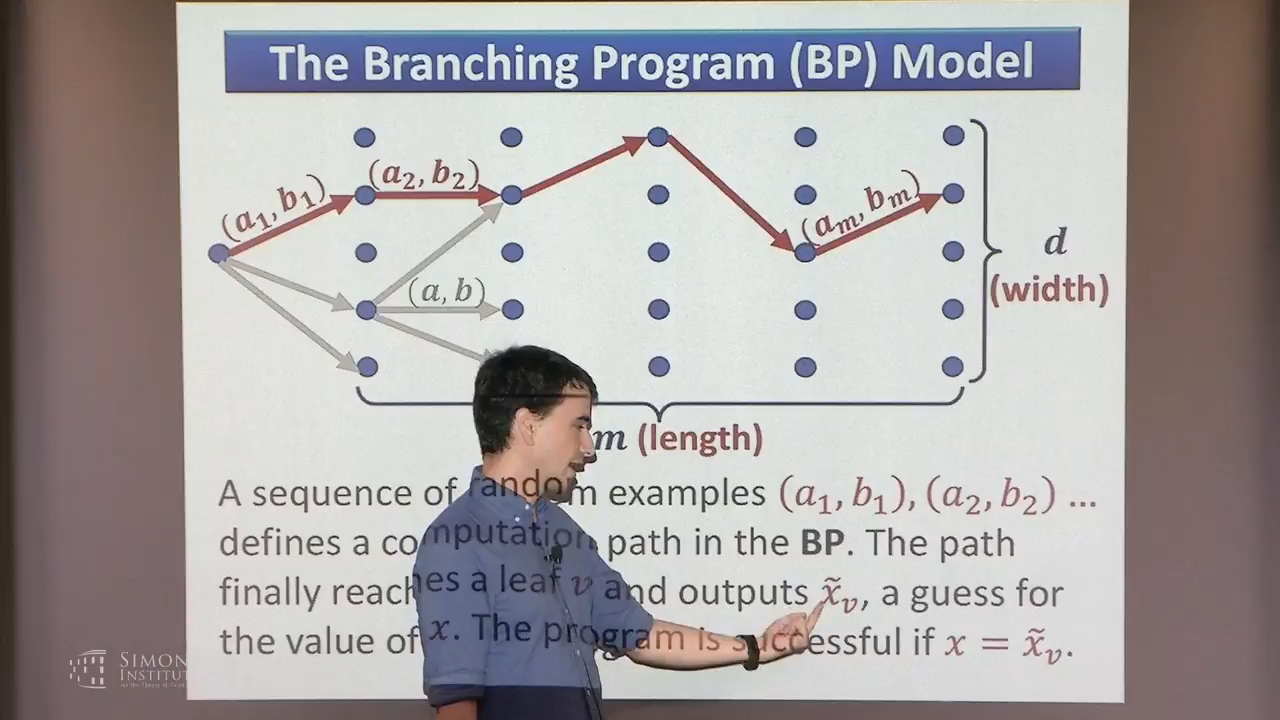 The Branching Program (BP) Model
(a₁, b₁)
(a₂, b₂)
(aₘ, bₘ)
(a, b)
d
(width)
m (length)
A sequence of random examples (a₁, b₁), (a₂, b₂) ...
defines a computation path in the BP. The path
finally reaches a leaf v and outputs x̃ᵥ, a guess for
the value of x. The program is successful if x = x̃ᵥ.
SIMON
INSTITUT